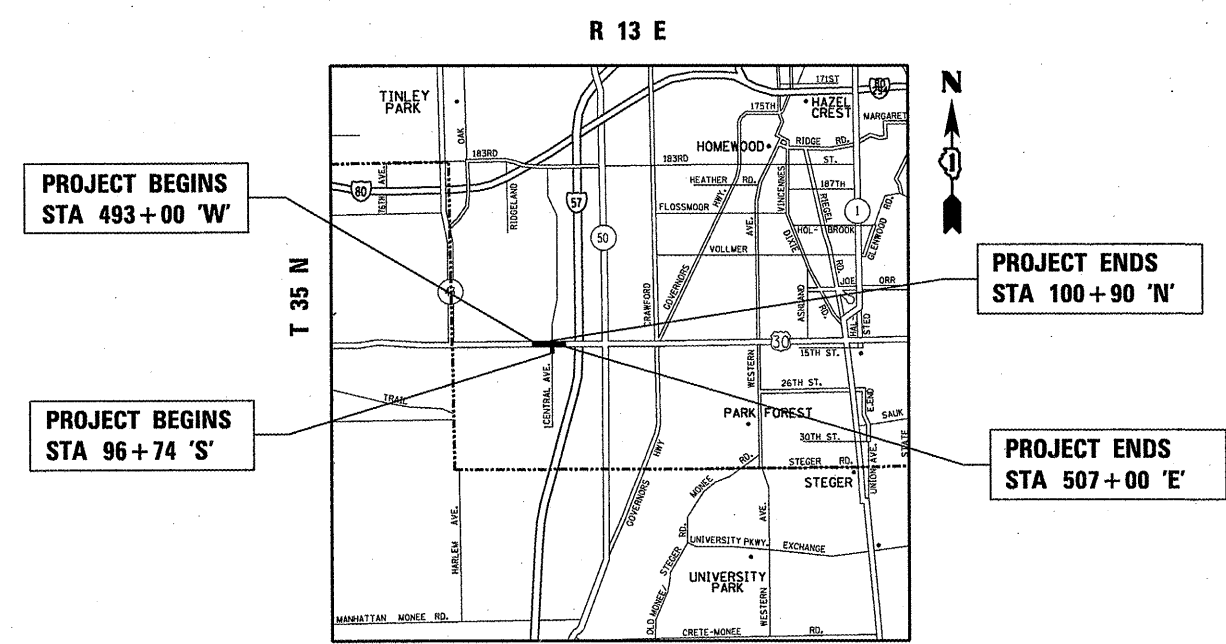 R 13 E
N
TINLEY
PARK
OAK
171ST
80
294
HAZEL
CREST
175TH
MARGARET
HOMEWOOD
RIDGE RD.
183RD
183RD
ST.
PROJECT BEGINS
STA 493+00 'W'
76TH AVE.
80
RIDGELAND
57
HEATHER RD.
187TH
FLOSSMOOR
HWY.
VINCENNES
RIEGEL
RD.
1
50
AVE.
HOL-BROOK
GLENWOOD RD.
VOLLMER
DIXIE
T 35 N
CRAWFORD
GOVERNORS
ASHLAND
RD.
JOE ORR
HALSTED
PROJECT ENDS
STA 100+90 'N'
30
15TH ST.
CENTRAL AVE.
WESTERN
26TH ST.
TRAIL
PARK FOREST
E.END
SAUK
PROJECT BEGINS
STA 96+74 'S'
30TH ST.
STATE
STEGER RD.
UNION AVE.
STEGER
PROJECT ENDS
STA 507+00 'E'
GOVERNORS HWY
MONEE RD.
HARLEM AVE.
WESTERN AVE.
UNIVERSITY PKWY.
EXCHANGE
UNIVERSITY
PARK
OLD MONEE/ STEGER RD.
MANHATTAN MONEE RD.
CRETE-MONEE RD.